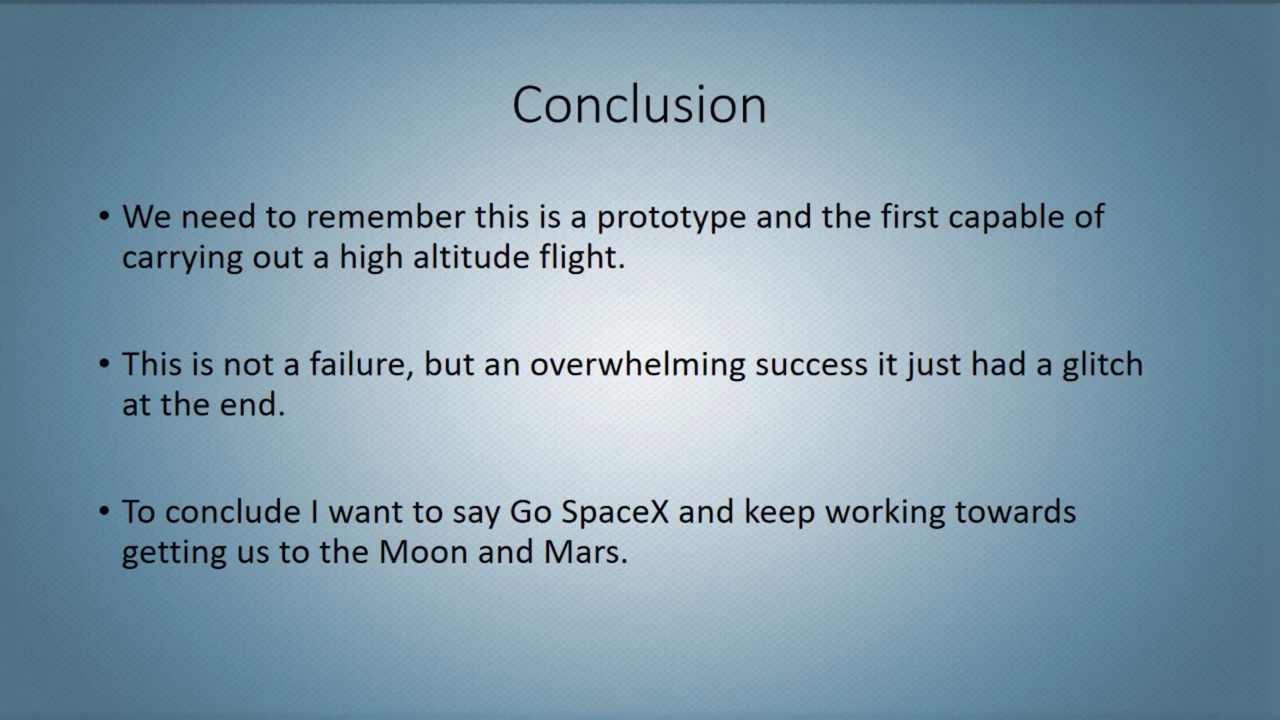 Conclusion
• We need to remember this is a prototype and the first capable of
carrying out a high altitude flight.
• This is not a failure, but an overwhelming success it just had a glitch
at the end.
• To conclude I want to say Go SpaceX and keep working towards
getting us to the Moon and Mars.